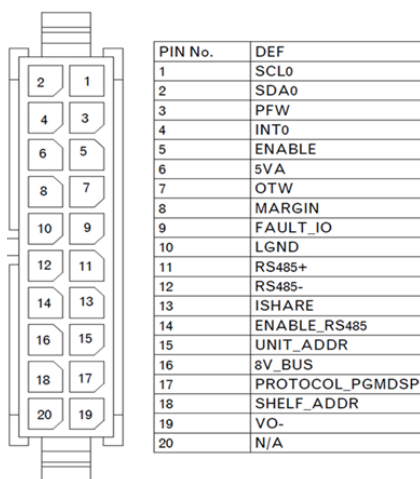 2 1
4 3
6 5
8 7
10 9
12 11
14 13
16 15
18 17
20 19
PIN No. DEF
1 SCL0
2 SDA0
3 PFW
4 INT0
5 ENABLE
6 5VA
7 OTW
8 MARGIN
9 FAULT_IO
10 LGND
11 RS485+
12 RS485-
13 ISHARE
14 ENABLE_RS485
15 UNIT_ADDR
16 8V_BUS
17 PROTOCOL_PGMDSP
18 SHELF_ADDR
19 VO-
20 N/A